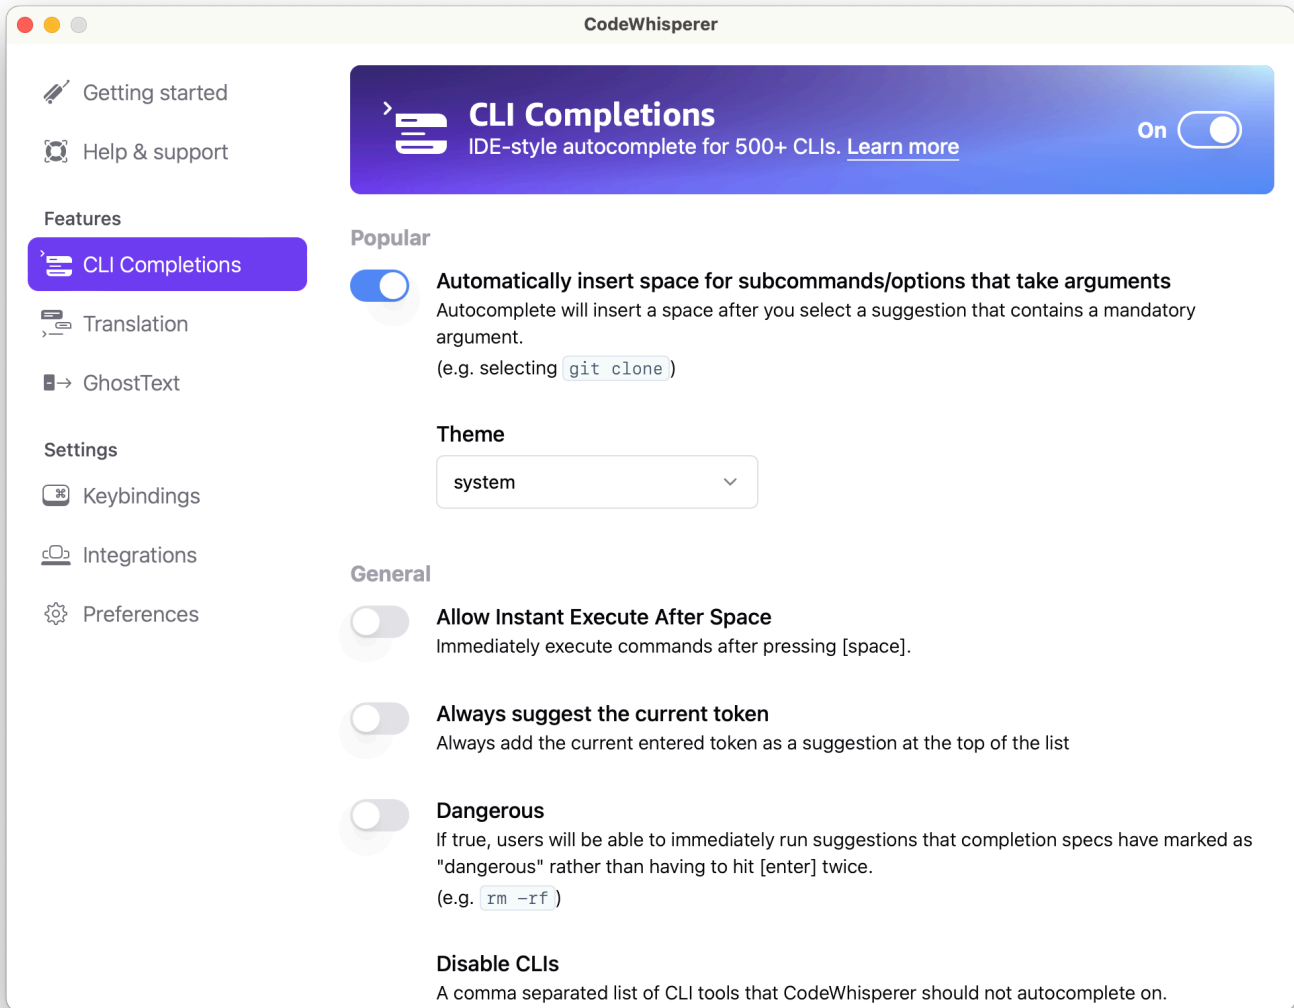 CodeWhisperer
Getting started
Help & support
Features
CLI Completions
Translation
GhostText
Settings
Keybindings
Integrations
Preferences
CLI Completions
IDE-style autocomplete for 500+ CLIs. Learn more
On
Popular
Automatically insert space for subcommands/options that take arguments
Autocomplete will insert a space after you select a suggestion that contains a mandatory
argument.
(e.g. selecting git clone)
Theme
system
General
Allow Instant Execute After Space
Immediately execute commands after pressing [space].
Always suggest the current token
Always add the current entered token as a suggestion at the top of the list
Dangerous
If true, users will be able to immediately run suggestions that completion specs have marked as
"dangerous" rather than having to hit [enter] twice.
(e.g. rm -rf)
Disable CLIs
A comma separated list of CLI tools that CodeWhisperer should not autocomplete on.